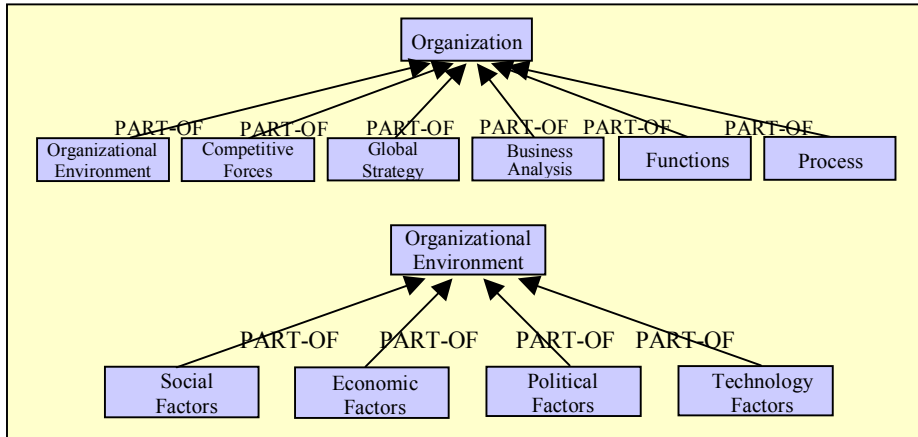 Organization
PART-OF PART-OF PART-OF PART-OF PART-OF PART-OF
Organizational
Environment
Competitive
Forces
Global
Strategy
Business
Analysis
Functions
Process
Organizational
Environment
PART-OF PART-OF PART-OF PART-OF
Social
Factors
Economic
Factors
Political
Factors
Technology
Factors